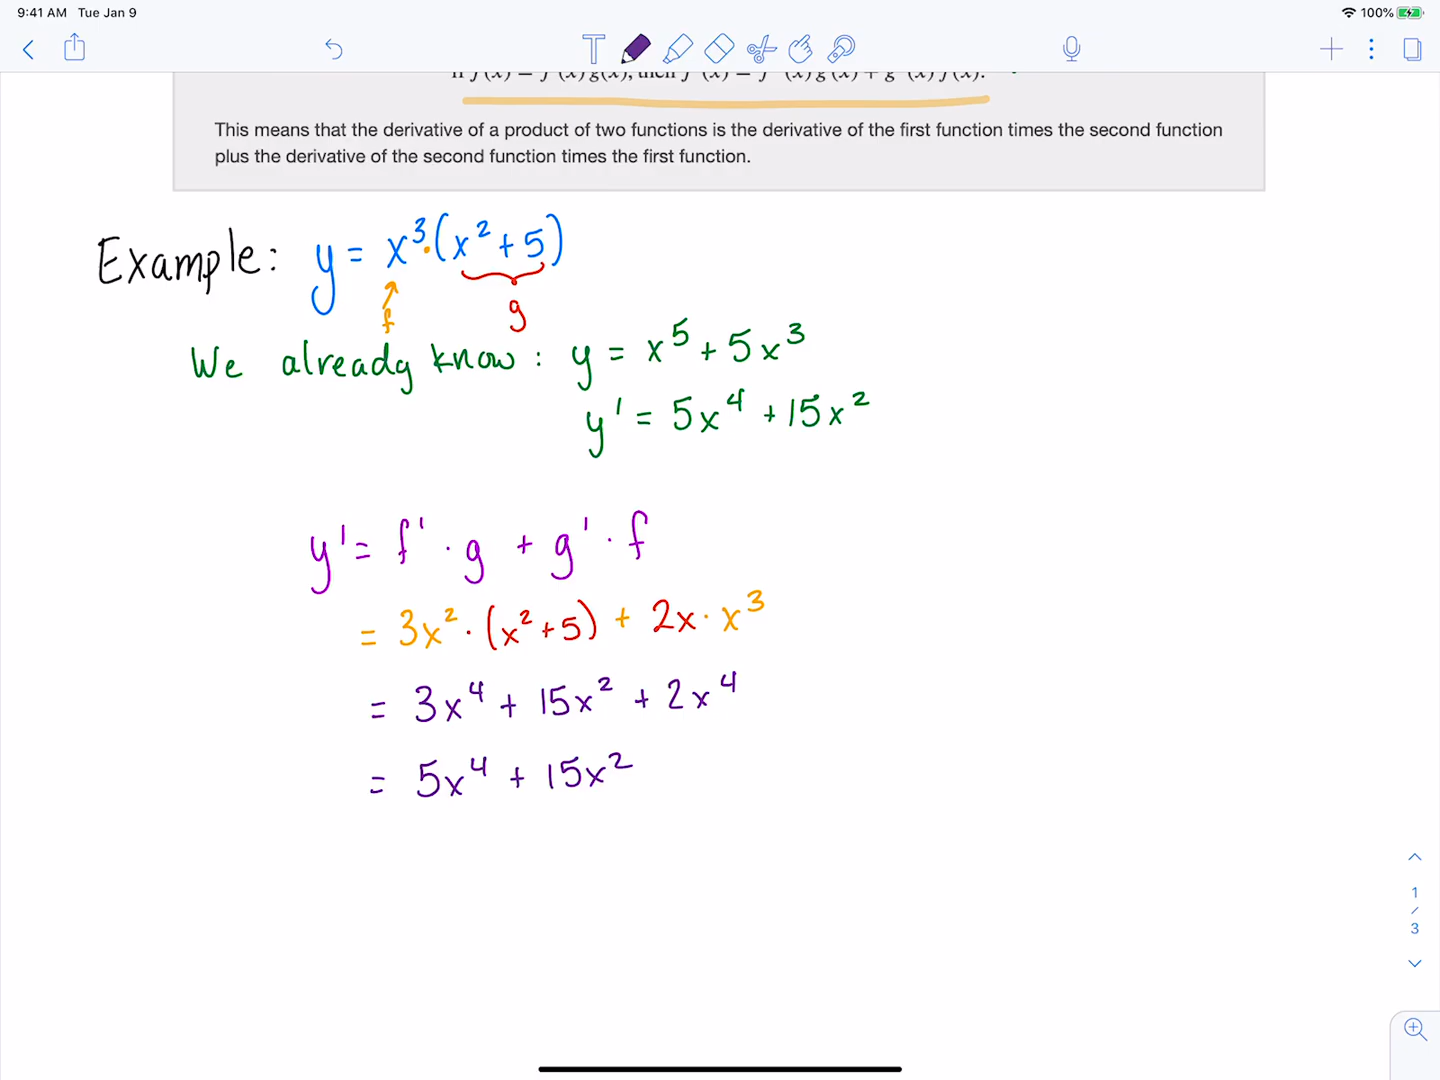 9:41 AM Tue Jan 9
100%
This means that the derivative of a product of two functions is the derivative of the first function times the second function
plus the derivative of the second function times the first function.
Example: y = x³·(x² + 5)
f g
We already know: y = x⁵ + 5x³
y' = 5x⁴ + 15x²
y' = f' · g + g' · f
= 3x² · (x² + 5) + 2x · x³
= 3x⁴ + 15x² + 2x⁴
= 5x⁴ + 15x²
1
/
3